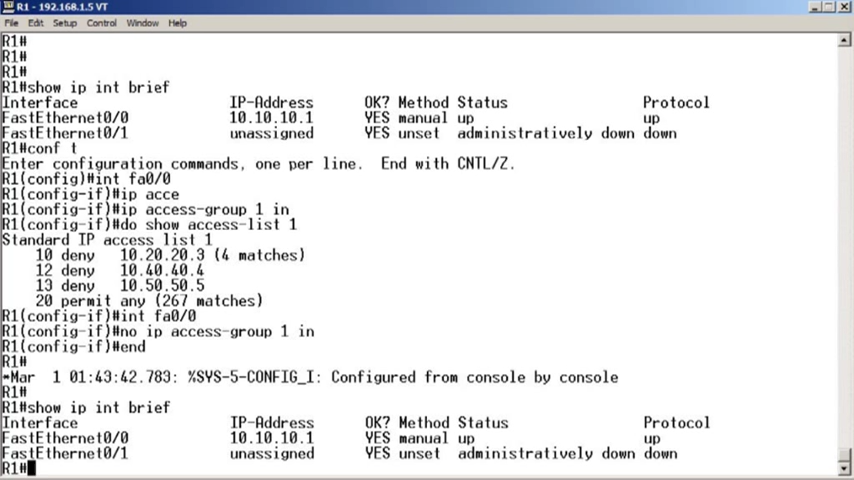 R1 - 192.168.1.5 VT
File Edit Setup Control Window Help
R1#
R1#
R1#
R1#show ip int brief
Interface IP-Address OK? Method Status Protocol
FastEthernet0/0 10.10.10.1 YES manual up up
FastEthernet0/1 unassigned YES unset administratively down down
R1#conf t
Enter configuration commands, one per line. End with CNTL/Z.
R1(config)#int fa0/0
R1(config-if)#ip acce
R1(config-if)#ip access-group 1 in
R1(config-if)#do show access-list 1
Standard IP access list 1
10 deny 10.20.20.3 (4 matches)
12 deny 10.40.40.4
13 deny 10.50.50.5
20 permit any (267 matches)
R1(config-if)#int fa0/0
R1(config-if)#no ip access-group 1 in
R1(config-if)#end
R1#
*Mar 1 01:43:42.783: %SYS-5-CONFIG_I: Configured from console by console
R1#
R1#show ip int brief
Interface IP-Address OK? Method Status Protocol
FastEthernet0/0 10.10.10.1 YES manual up up
FastEthernet0/1 unassigned YES unset administratively down down
R1#